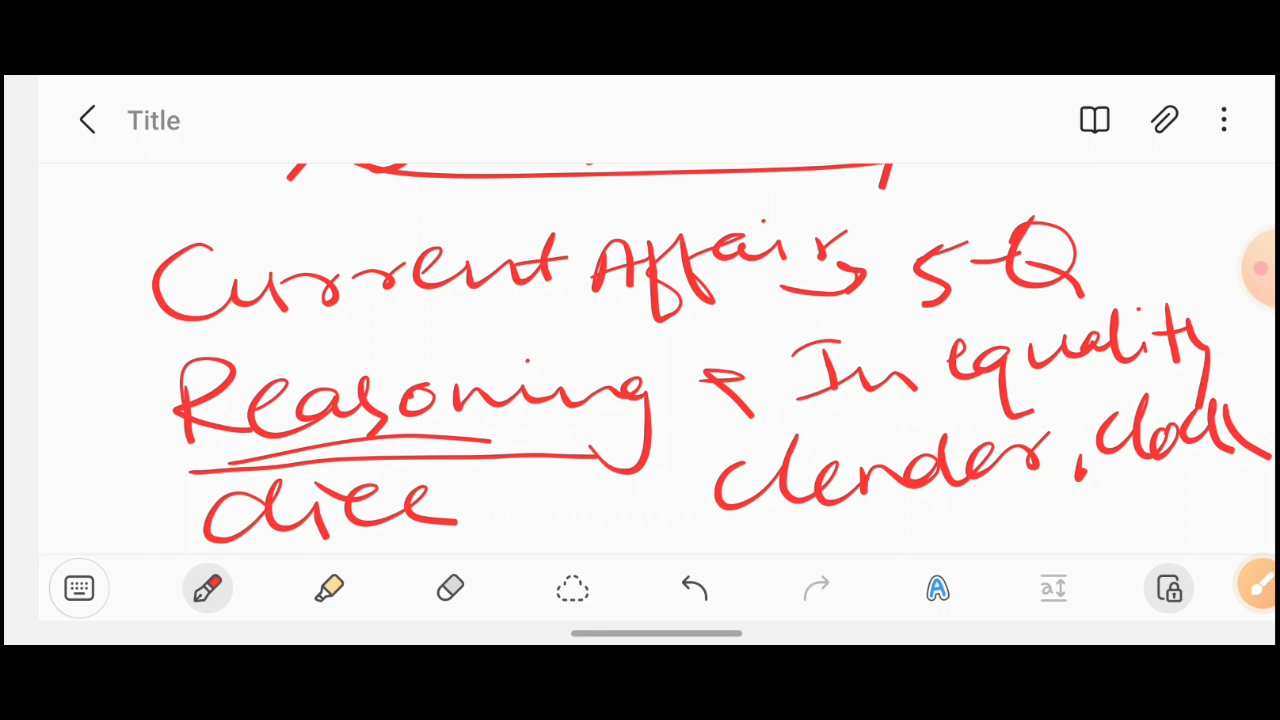 Title
Current Affairs 5-Q
Reasoning - Inequality
clender, clock
dice